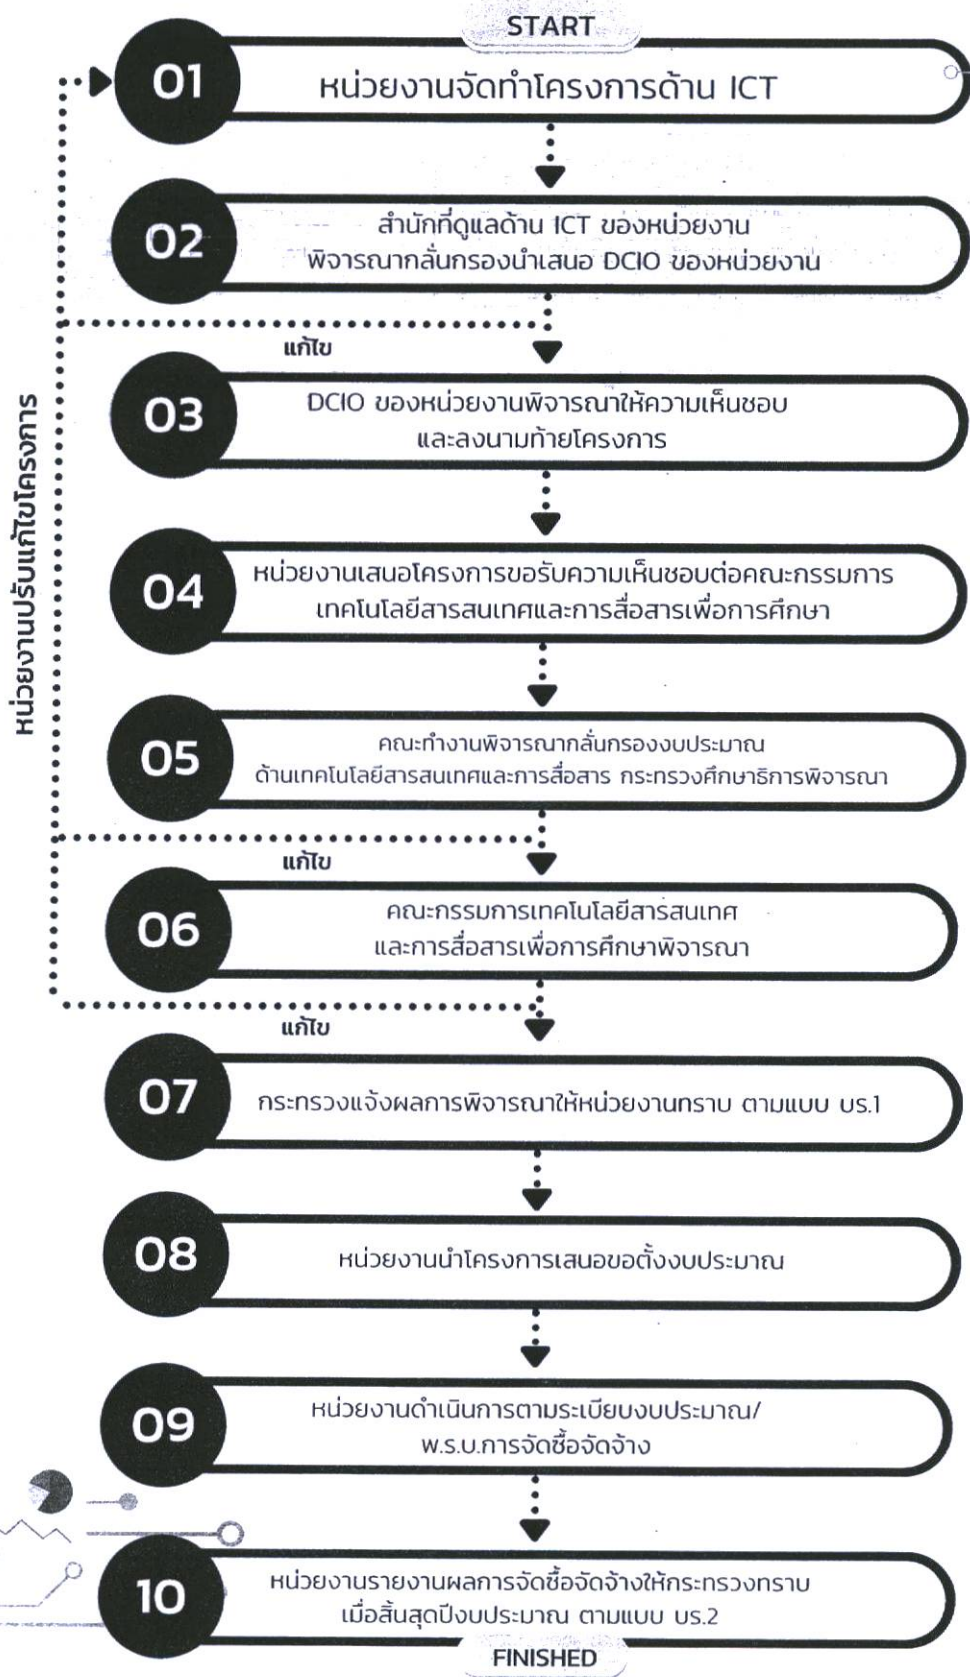 START
01
หน่วยงานจัดทำโครงการด้าน ICT
02
สำนักที่ดูแลด้าน ICT ของหน่วยงาน
พิจารณากลั่นกรองนำเสนอ DCIO ของหน่วยงาน
แก้ไข
หน่วยงานปรับแก้ไขโครงการ
03
DCIO ของหน่วยงานพิจารณาให้ความเห็นชอบ
และลงนามท้ายโครงการ
04
หน่วยงานเสนอโครงการขอรับความเห็นชอบต่อคณะกรรมการ
เทคโนโลยีสารสนเทศและการสื่อสารเพื่อการศึกษา
05
คณะทำงานพิจารณากลั่นกรองงบประมาณ
ด้านเทคโนโลยีสารสนเทศและการสื่อสาร กระทรวงศึกษาธิการพิจารณา
แก้ไข
06
คณะกรรมการเทคโนโลยีสารสนเทศ
และการสื่อสารเพื่อการศึกษาพิจารณา
แก้ไข
07
กระทรวงแจ้งผลการพิจารณาให้หน่วยงานทราบ ตามแบบ บร.1
08
หน่วยงานนำโครงการเสนอขอตั้งงบประมาณ
09
หน่วยงานดำเนินการตามระเบียบงบประมาณ/
พ.ร.บ.การจัดซื้อจัดจ้าง
10
หน่วยงานรายงานผลการจัดซื้อจัดจ้างให้กระทรวงทราบ
เมื่อสิ้นสุดปีงบประมาณ ตามแบบ บร.2
FINISHED